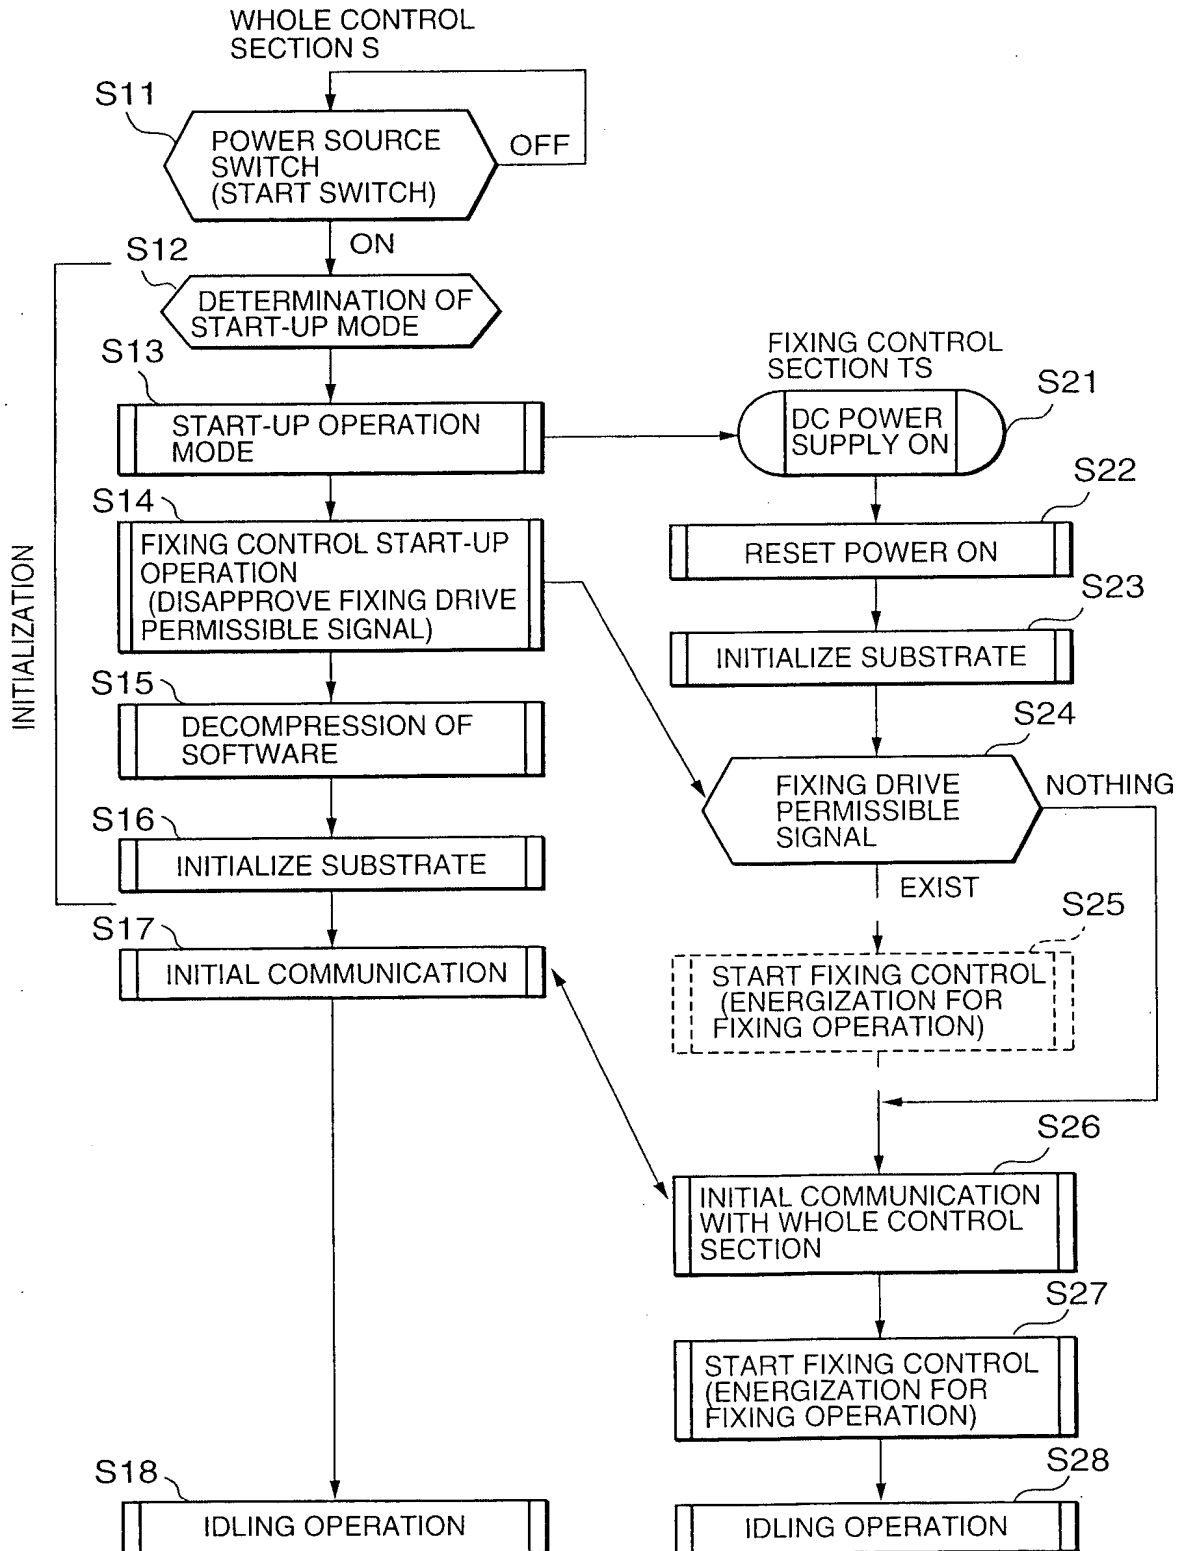 WHOLE CONTROL
SECTION S
S11
POWER SOURCE
SWITCH
(START SWITCH)
OFF
ON
S12
DETERMINATION OF
START-UP MODE
S13
START-UP OPERATION
MODE
S14
FIXING CONTROL START-UP
OPERATION
(DISAPPROVE FIXING DRIVE
PERMISSIBLE SIGNAL)
S15
DECOMPRESSION OF
SOFTWARE
S16
INITIALIZE SUBSTRATE
INITIALIZATION
S17
INITIAL COMMUNICATION
S18
IDLING OPERATION
FIXING CONTROL
SECTION TS
S21
DC POWER
SUPPLY ON
S22
RESET POWER ON
S23
INITIALIZE SUBSTRATE
S24
FIXING DRIVE
PERMISSIBLE
SIGNAL
NOTHING
EXIST
S25
START FIXING CONTROL
(ENERGIZATION FOR
FIXING OPERATION)
S26
INITIAL COMMUNICATION
WITH WHOLE CONTROL
SECTION
S27
START FIXING CONTROL
(ENERGIZATION FOR
FIXING OPERATION)
S28
IDLING OPERATION